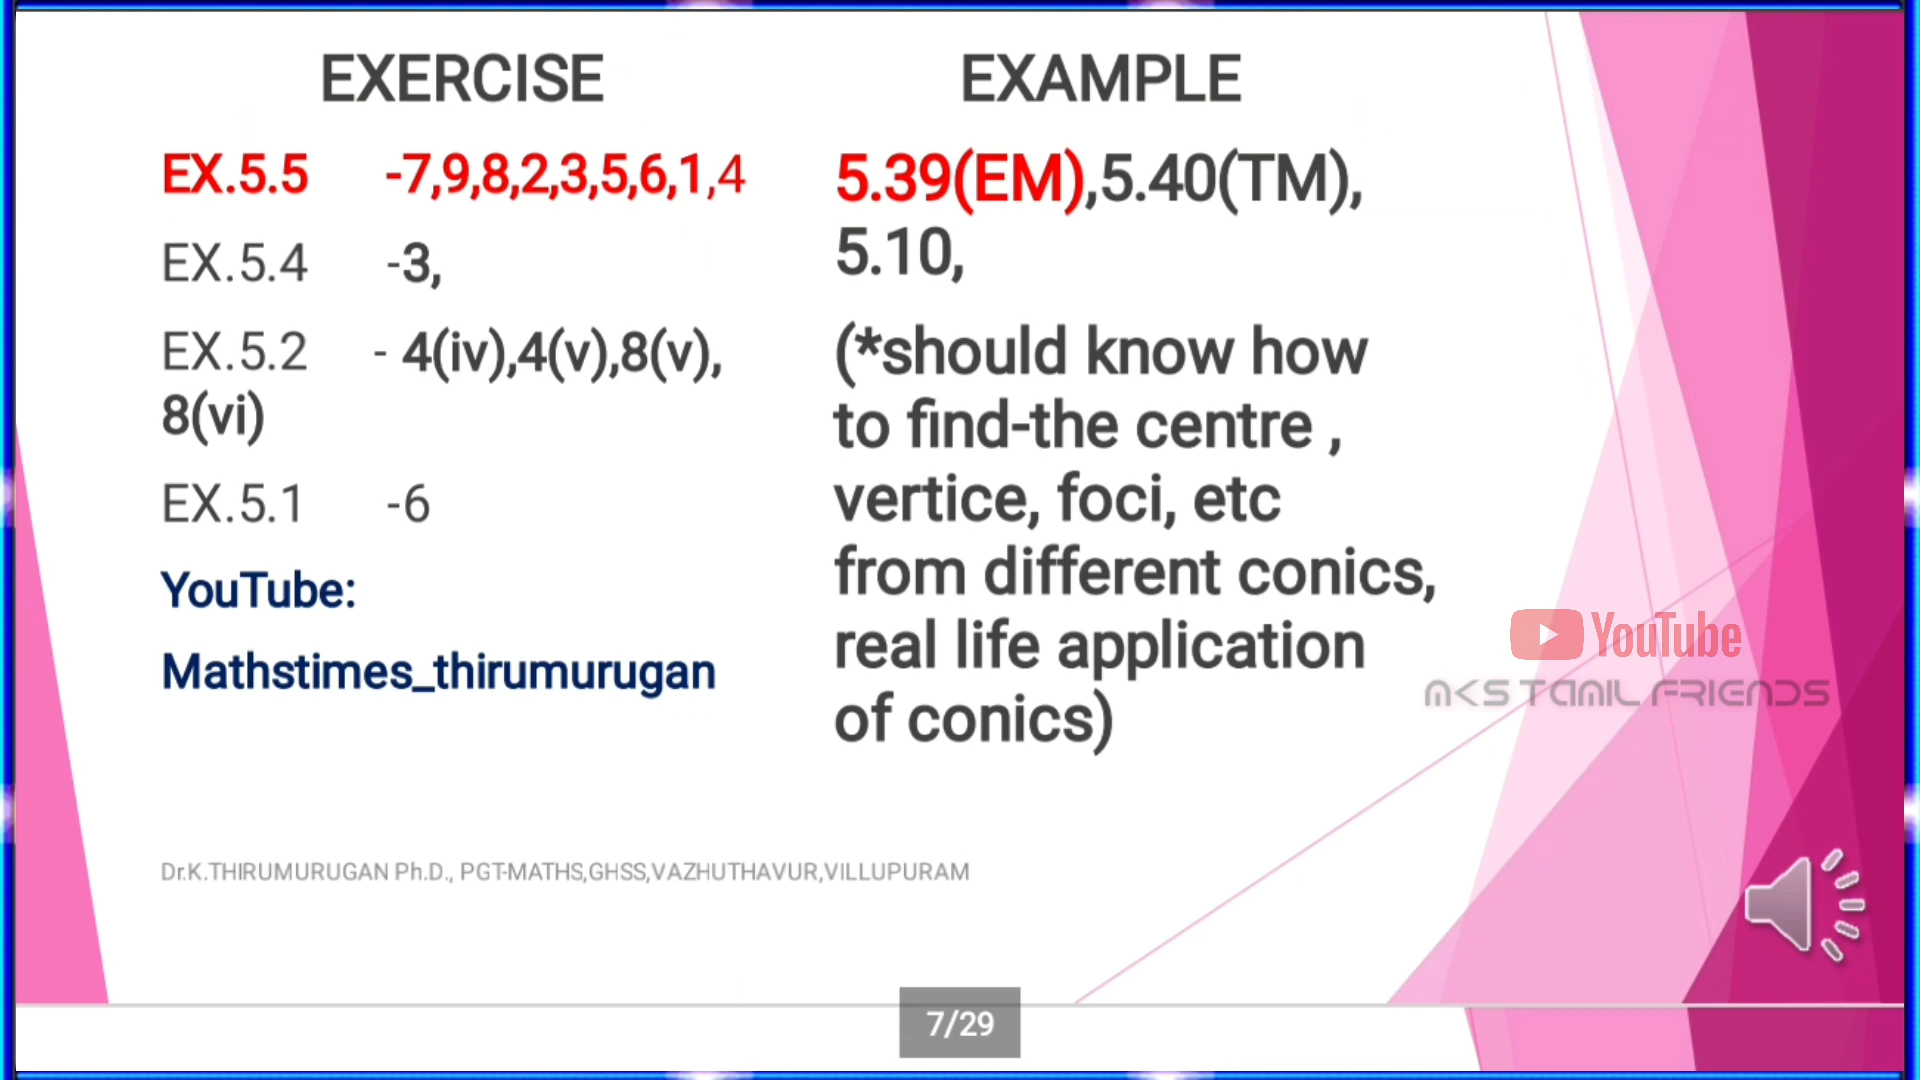 EXERCISE
EX.5.5 -7,9,8,2,3,5,6,1,4
EX.5.4 -3,
EX.5.2 - 4(iv),4(v),8(v),
8(vi)
EX.5.1 -6
YouTube:
Mathstimes_thirumurugan
EXAMPLE
5.39(EM),5.40(TM),
5.10,
(*should know how
to find-the centre ,
vertice, foci, etc
from different conics,
real life application
of conics)
YouTube
MKS TAMIL FRIENDS
Dr.K.THIRUMURUGAN Ph.D., PGT-MATHS,GHSS,VAZHUTHAVUR,VILLUPURAM
7/29